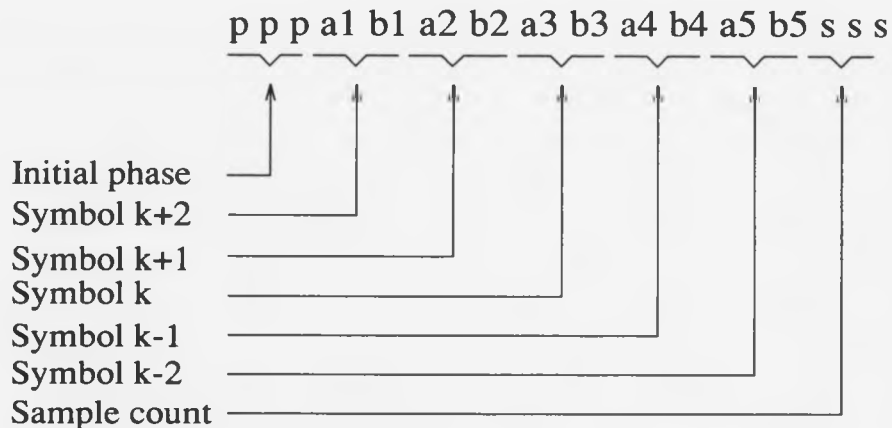 p p p a1 b1 a2 b2 a3 b3 a4 b4 a5 b5 s s s
Initial phase
Symbol k+2
Symbol k+1
Symbol k
Symbol k-1
Symbol k-2
Sample count